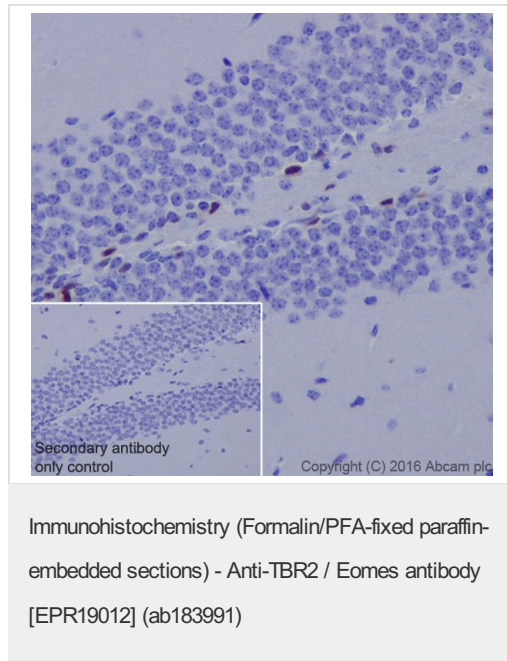 Secondary antibody
only control
Copyright (C) 2016 Abcam plc
Immunohistochemistry (Formalin/PFA-fixed paraffin-
embedded sections) - Anti-TBR2 / Eomes antibody
[EPR19012] (ab183991)